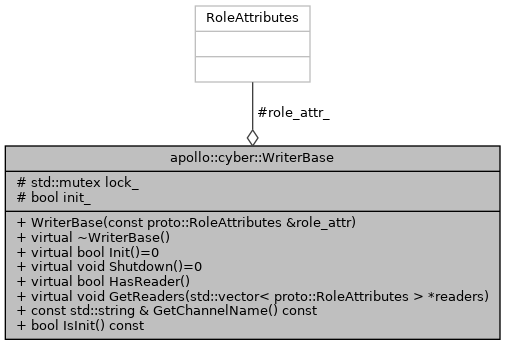 RoleAttributes
#role_attr_
apollo::cyber::WriterBase
# std::mutex lock_
# bool init_
+ WriterBase(const proto::RoleAttributes &role_attr)
+ virtual ~WriterBase()
+ virtual bool Init()=0
+ virtual void Shutdown()=0
+ virtual bool HasReader()
+ virtual void GetReaders(std::vector< proto::RoleAttributes > *readers)
+ const std::string & GetChannelName() const
+ bool IsInit() const